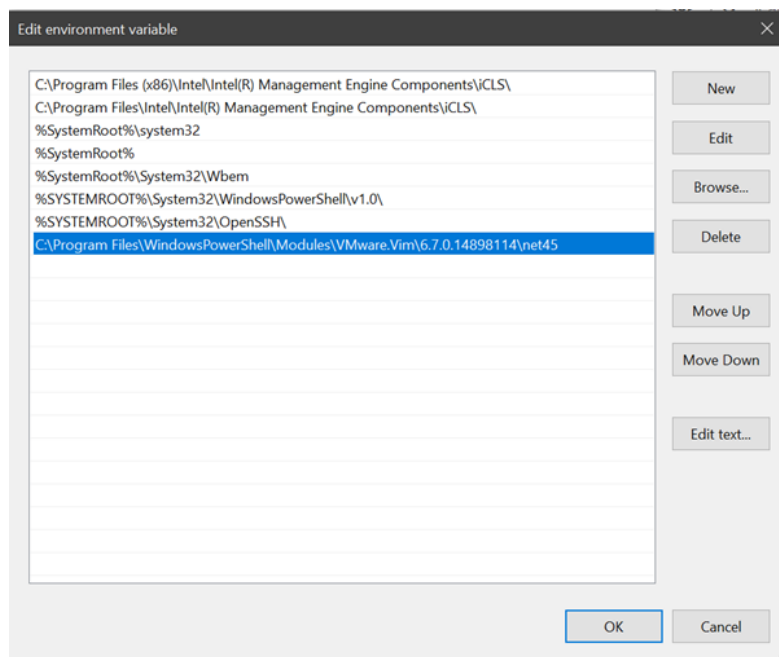 Edit environment variable
C:\Program Files (x86)\Intel\Intel(R) Management Engine Components\iCLS\
C:\Program Files\Intel\Intel(R) Management Engine Components\iCLS\
%SystemRoot%\system32
%SystemRoot%
%SystemRoot%\System32\Wbem
%SYSTEMROOT%\System32\WindowsPowerShell\v1.0\
%SYSTEMROOT%\System32\OpenSSH\
C:\Program Files\WindowsPowerShell\Modules\VMware.Vim\6.7.0.14898114\net45
New
Edit
Browse...
Delete
Move Up
Move Down
Edit text...
OK
Cancel